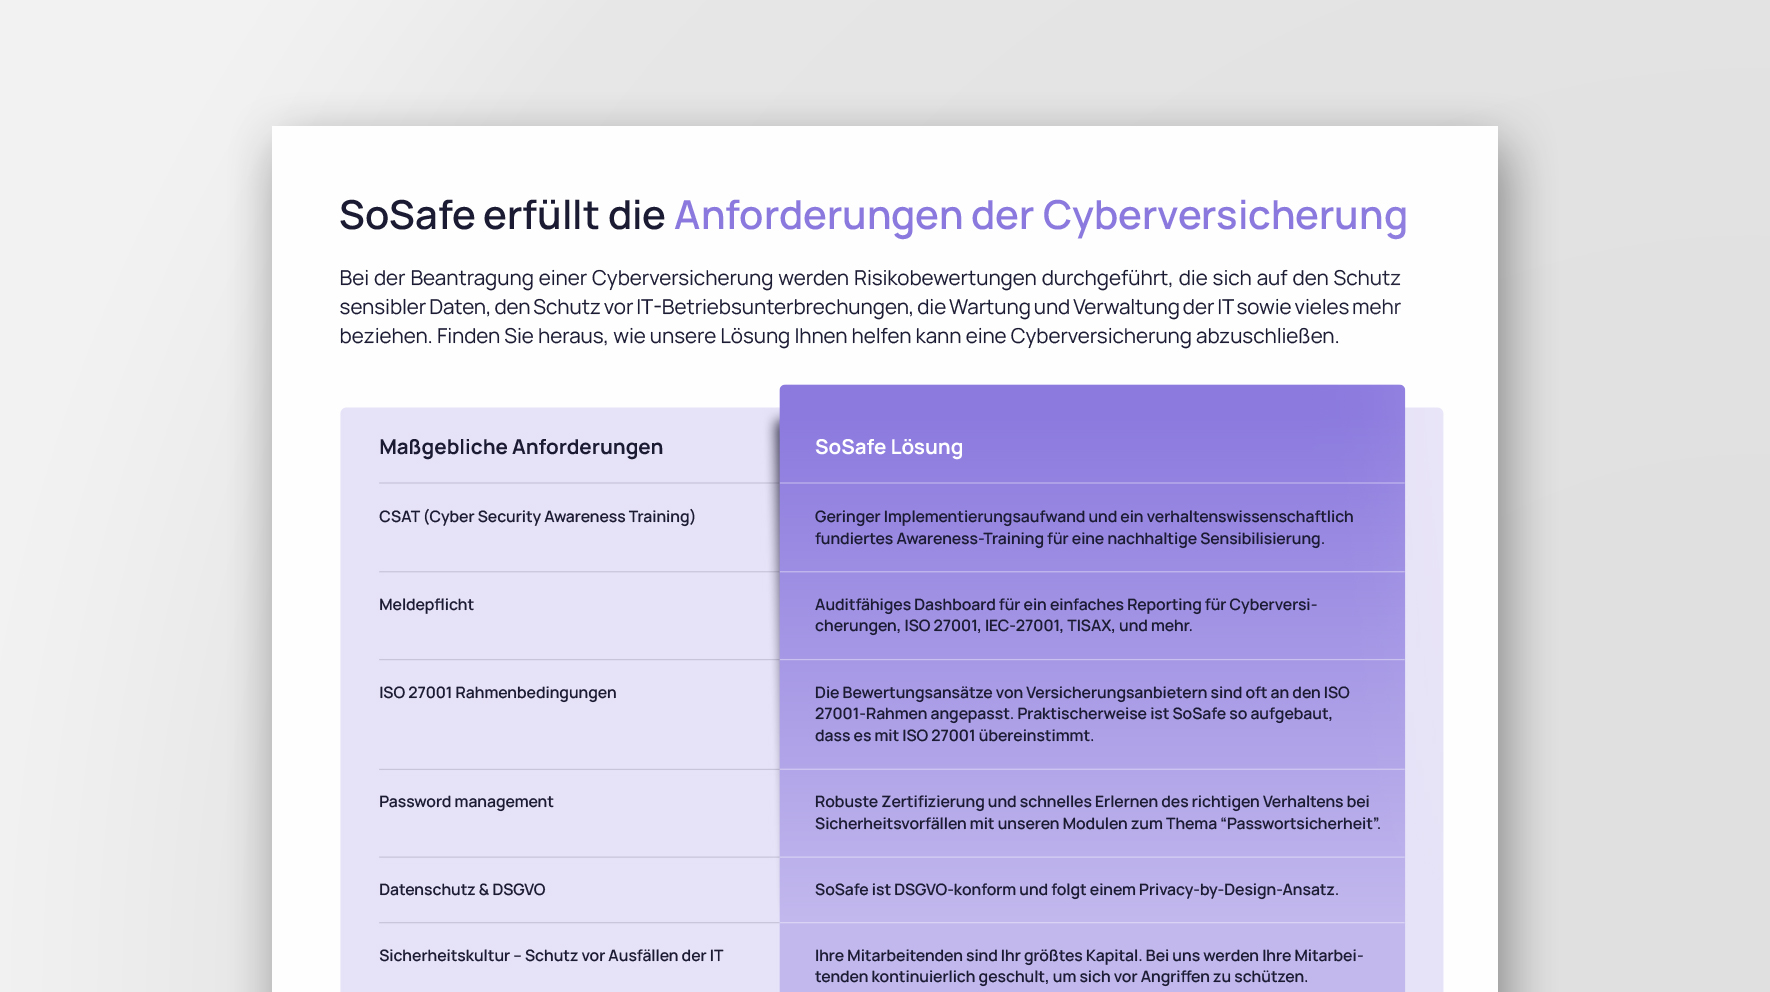 SoSafe erfüllt die Anforderungen der Cyberversicherung
Bei der Beantragung einer Cyberversicherung werden Risikobewertungen durchgeführt, die sich auf den Schutz
sensibler Daten, den Schutz vor IT-Betriebsunterbrechungen, die Wartung und Verwaltung der IT sowie vieles mehr
beziehen. Finden Sie heraus, wie unsere Lösung Ihnen helfen kann eine Cyberversicherung abzuschließen.
Maßgebliche Anforderungen
SoSafe Lösung
CSAT (Cyber Security Awareness Training)
Geringer Implementierungsaufwand und ein verhaltenswissenschaftlich
fundiertes Awareness-Training für eine nachhaltige Sensibilisierung.
Meldepflicht
Auditfähiges Dashboard für ein einfaches Reporting für Cyberversi-
cherungen, ISO 27001, IEC-27001, TISAX, und mehr.
ISO 27001 Rahmenbedingungen
Die Bewertungsansätze von Versicherungsanbietern sind oft an den ISO
27001-Rahmen angepasst. Praktischerweise ist SoSafe so aufgebaut,
dass es mit ISO 27001 übereinstimmt.
Password management
Robuste Zertifizierung und schnelles Erlernen des richtigen Verhaltens bei
Sicherheitsvorfällen mit unseren Modulen zum Thema “Passwortsicherheit”.
Datenschutz & DSGVO
SoSafe ist DSGVO-konform und folgt einem Privacy-by-Design-Ansatz.
Sicherheitskultur – Schutz vor Ausfällen der IT
Ihre Mitarbeitenden sind Ihr größtes Kapital. Bei uns werden Ihre Mitarbei-
tenden kontinuierlich geschult, um sich vor Angriffen zu schützen.